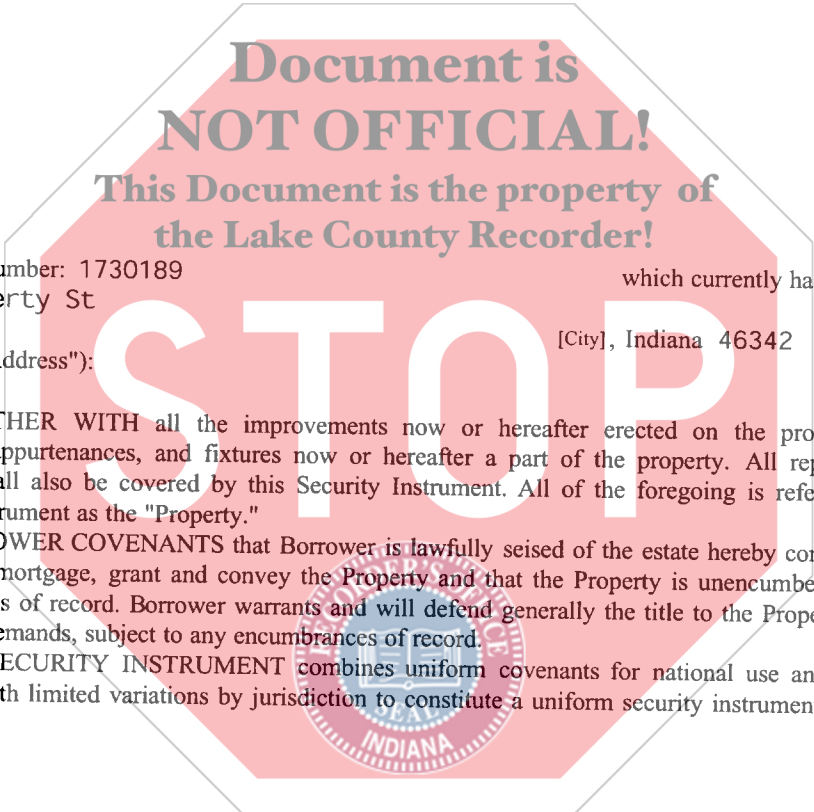 Document is
NOT OFFICIAL!
This Document is the property of
the Lake County Recorder!
umber: 1730189
which currently ha
erty St
[City], Indiana 46342
ddress"):
STOP
THER WITH all the improvements now or hereafter erected on the pro
ppurtenances, and fixtures now or hereafter a part of the property. All rep
all also be covered by this Security Instrument. All of the foregoing is refe
rument as the "Property."
OWER COVENANTS that Borrower is lawfully seised of the estate hereby con
mortgage, grant and convey the Property and that the Property is unencumbe
s of record. Borrower warrants and will defend generally the title to the Prope
emands, subject to any encumbrances of record.
ECURITY INSTRUMENT combines uniform covenants for national use an
th limited variations by jurisdiction to constitute a uniform security instrumen
RECORDER'S OFFICE
SEAL
INDIANA